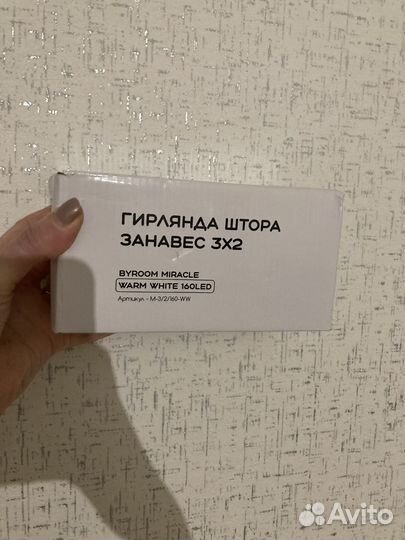 ГИРЛЯНДА ШТОРА
ЗАНАВЕС 3Х2
BYROOM MIRACLE
WARM WHITE 160LED
Артикул - M-3/2/160-WW
Avito